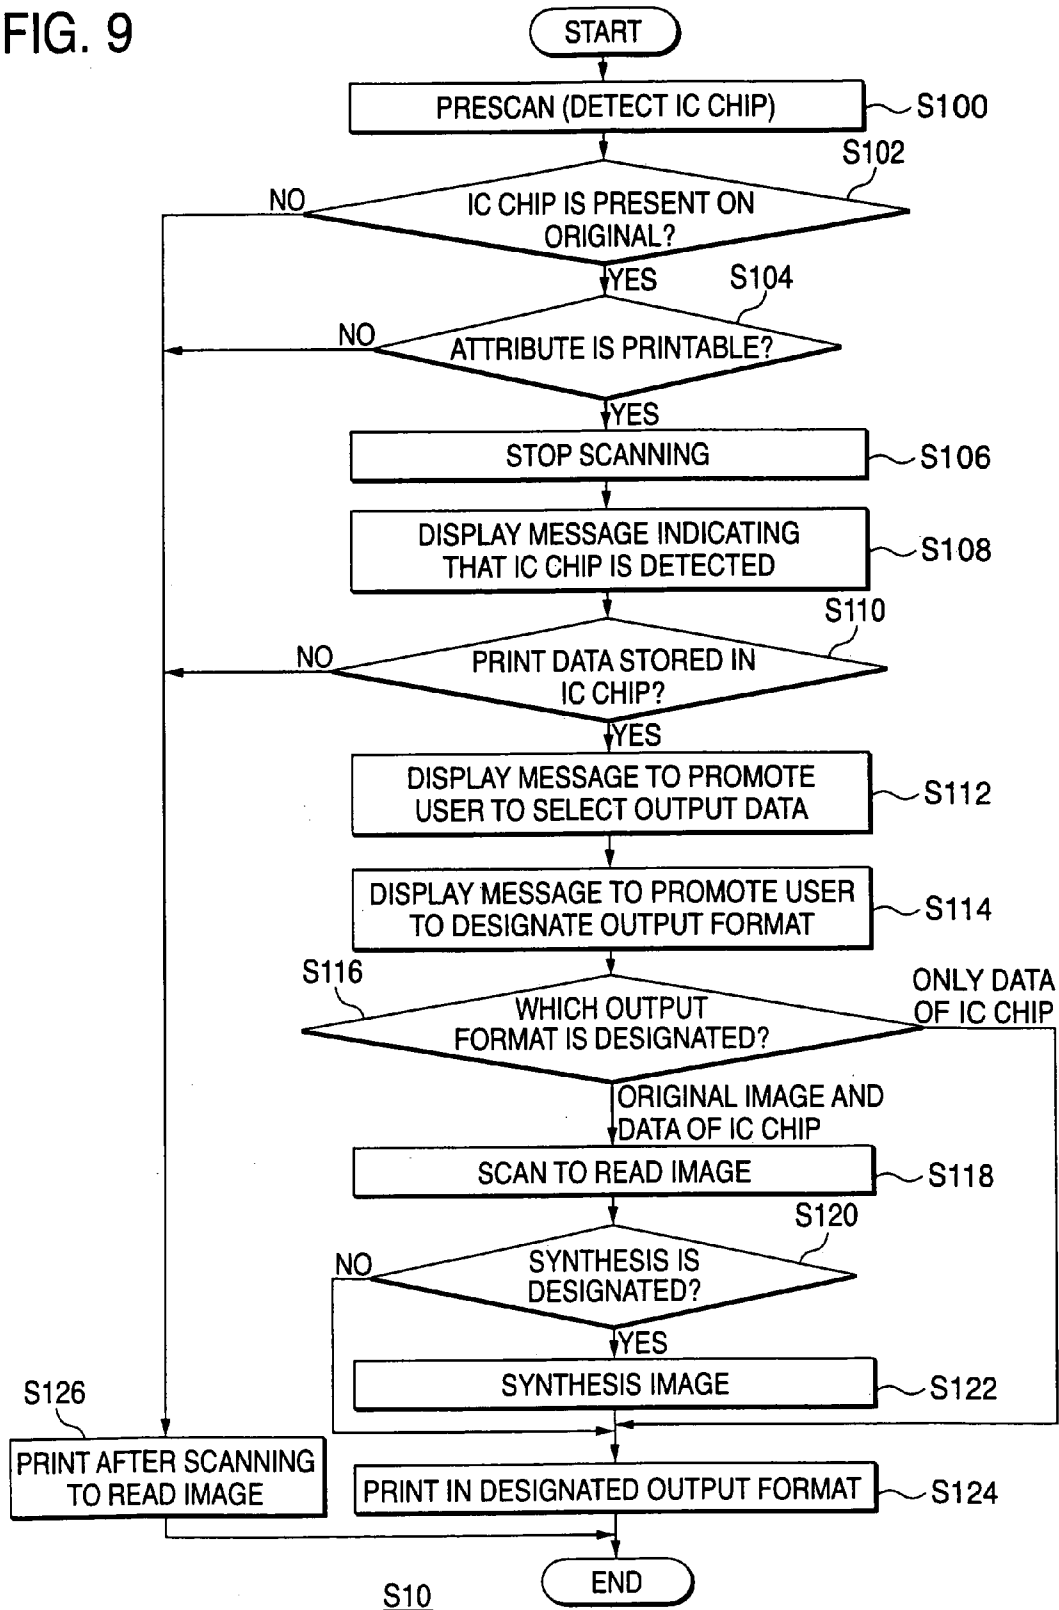 FIG. 9
START
PRESCAN (DETECT IC CHIP)
S100
S102
NO
IC CHIP IS PRESENT ON
ORIGINAL?
YES
S104
NO
ATTRIBUTE IS PRINTABLE?
YES
STOP SCANNING
S106
DISPLAY MESSAGE INDICATING
THAT IC CHIP IS DETECTED
S108
S110
NO
PRINT DATA STORED IN
IC CHIP?
YES
DISPLAY MESSAGE TO PROMOTE
USER TO SELECT OUTPUT DATA
S112
DISPLAY MESSAGE TO PROMOTE USER
TO DESIGNATE OUTPUT FORMAT
S114
S116
WHICH OUTPUT
FORMAT IS DESIGNATED?
ONLY DATA
OF IC CHIP
ORIGINAL IMAGE AND
DATA OF IC CHIP
SCAN TO READ IMAGE
S118
S120
NO
SYNTHESIS IS
DESIGNATED?
YES
SYNTHESIS IMAGE
S122
S126
PRINT AFTER SCANNING
TO READ IMAGE
PRINT IN DESIGNATED OUTPUT FORMAT
S124
END
S10